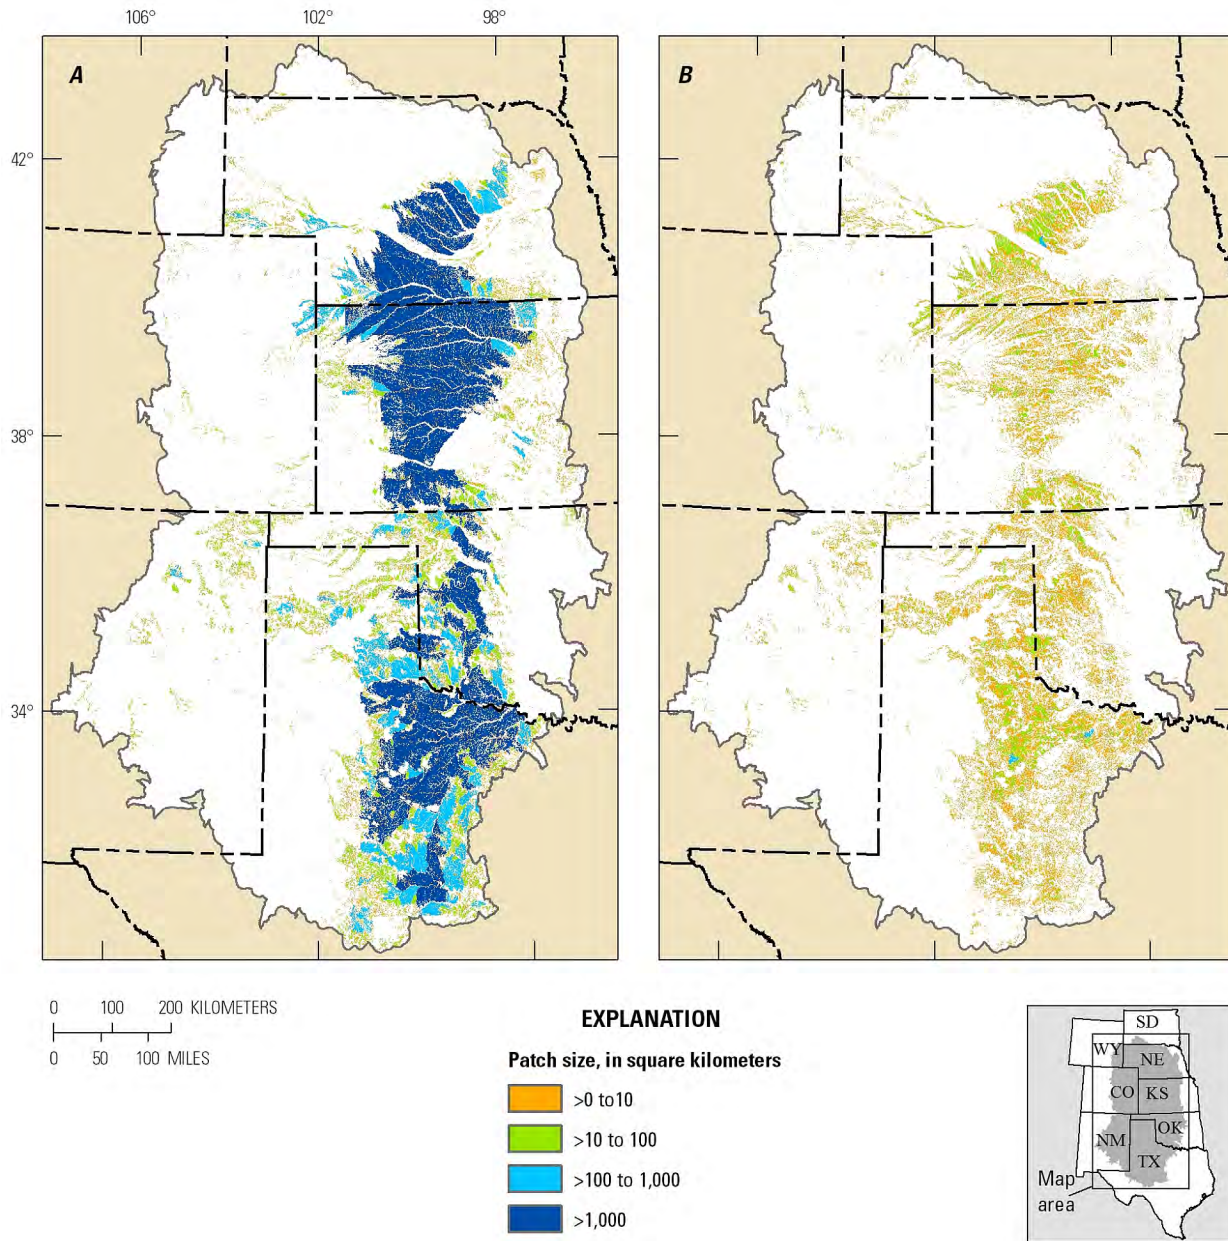 106° 102° 98°
A
B
42°
38°
34°
0 100 200 KILOMETERS
0 50 100 MILES
EXPLANATION
Patch size, in square kilometers
>0 to10
>10 to 100
>100 to 1,000
>1,000
SD
WY
NE
CO
KS
OK
NM
TX
Map
area